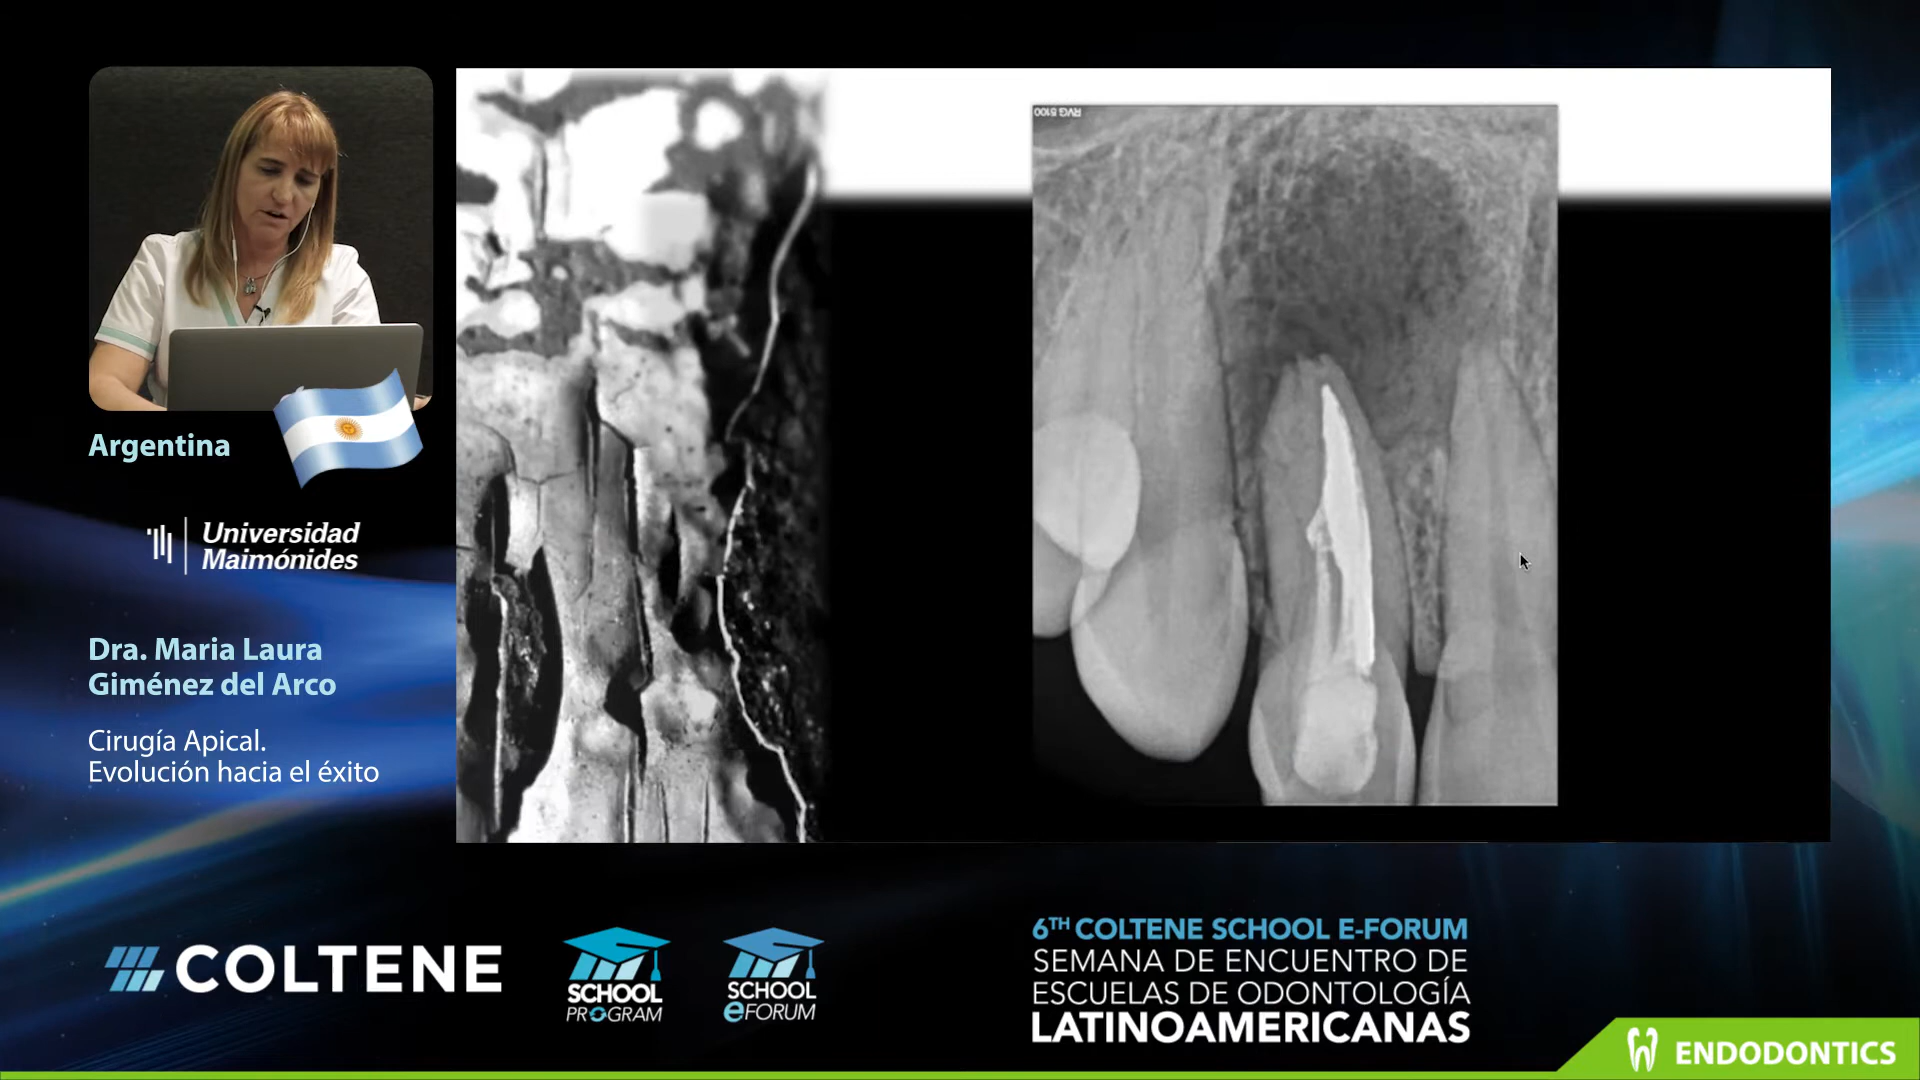 RVG 5100
Argentina
Universidad
Maimónides
Dra. Maria Laura
Giménez del Arco
Cirugía Apical.
Evolución hacia el éxito
COLTENE
SCHOOL
PROGRAM
SCHOOL
eFORUM
6TH COLTENE SCHOOL E-FORUM
SEMANA DE ENCUENTRO DE
ESCUELAS DE ODONTOLOGÍA
LATINOAMERICANAS
ENDODONTICS